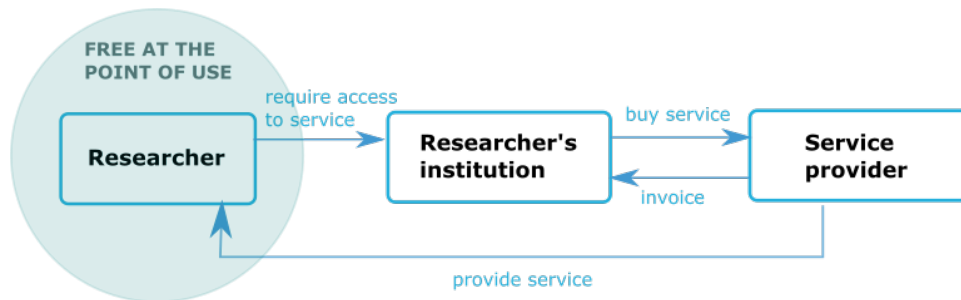 FREE AT THE
POINT OF USE
Researcher
require access
to service
Researcher's
institution
buy service
invoice
Service
provider
provide service